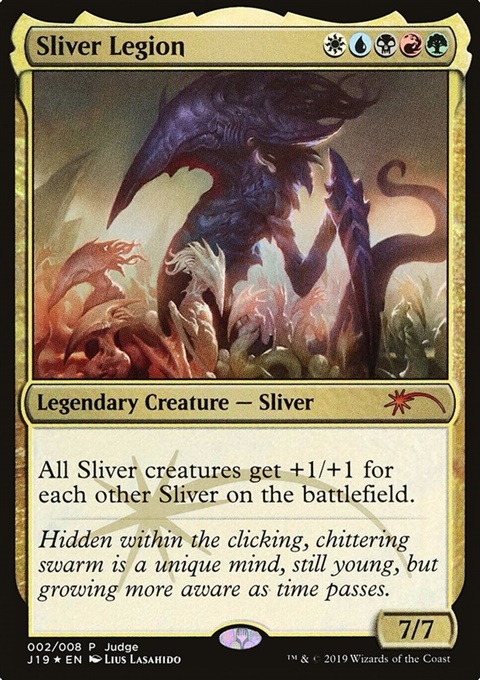 Sliver Legion
Legendary Creature — Sliver
All Sliver creatures get +1/+1 for
each other Sliver on the battlefield.
Hidden within the clicking, chittering
swarm is a unique mind, still young, but
growing more aware as time passes.
7/7
002/008 P Judge
J19 ★ EN Lius Lasahido
™ & © 2019 Wizards of the Coast